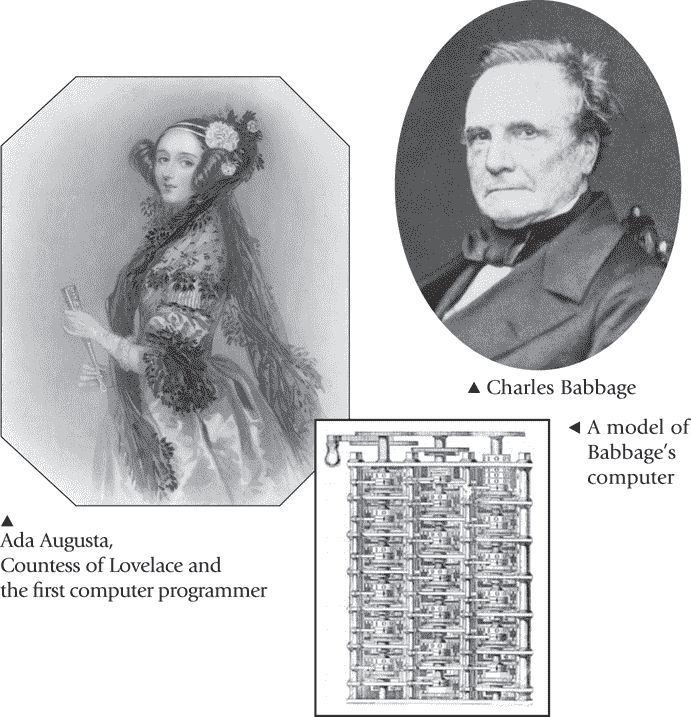 ▲ Charles Babbage
◄ A model of
Babbage's
computer
▲
Ada Augusta,
Countess of Lovelace and
the first computer programmer